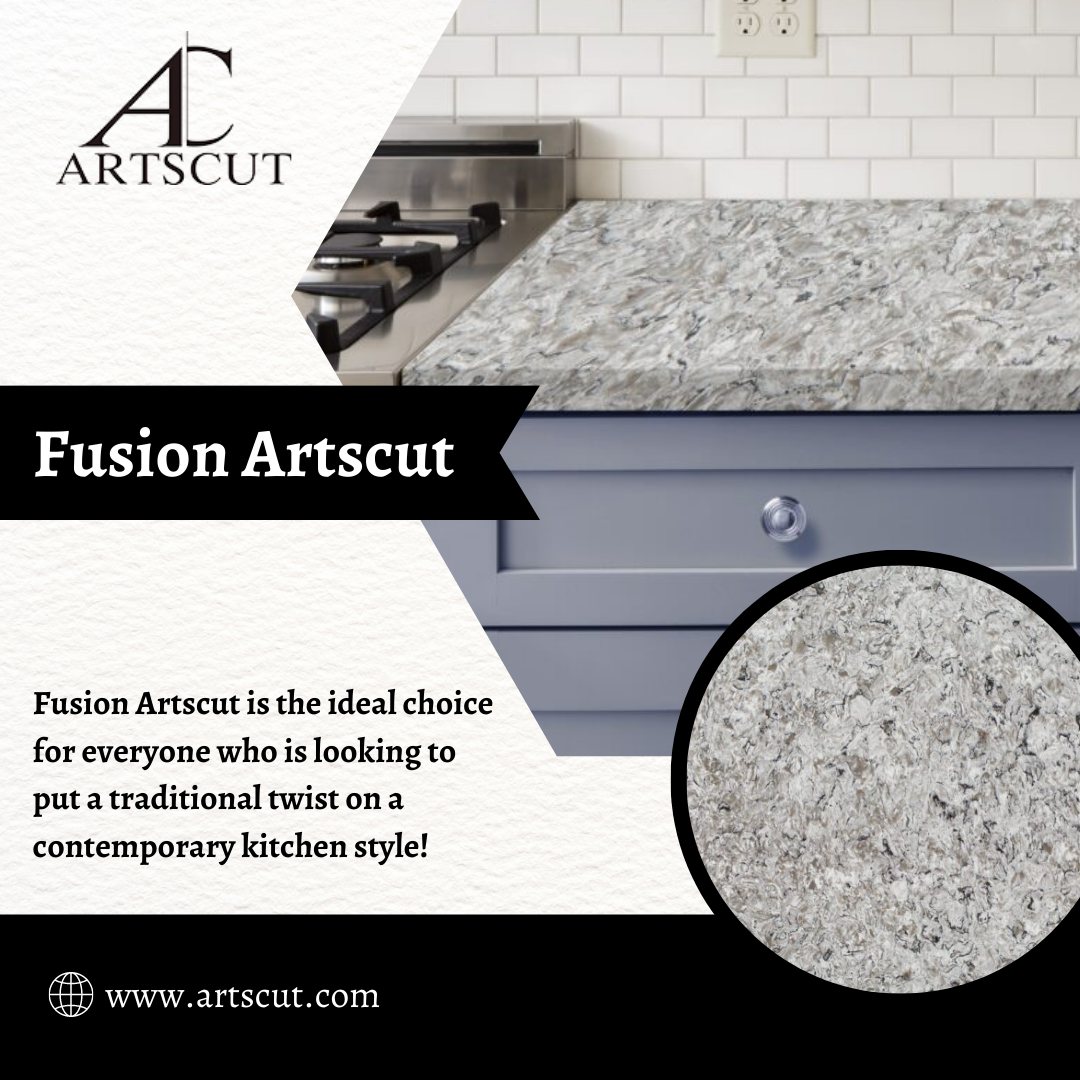 AC
ARTSCUT
Fusion Artscut
Fusion Artscut is the ideal choice
for everyone who is looking to
put a traditional twist on a
contemporary kitchen style!
www.artscut.com